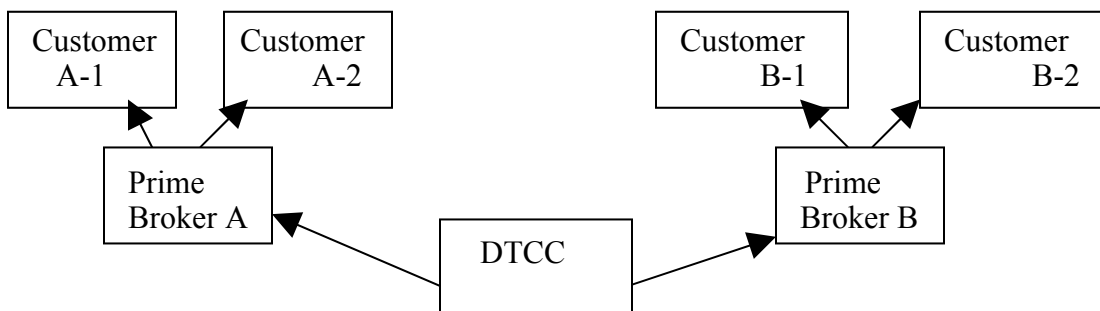 Customer
A-1
Customer
A-2
Customer
B-1
Customer
B-2
Prime
Broker A
Prime
Broker B
DTCC